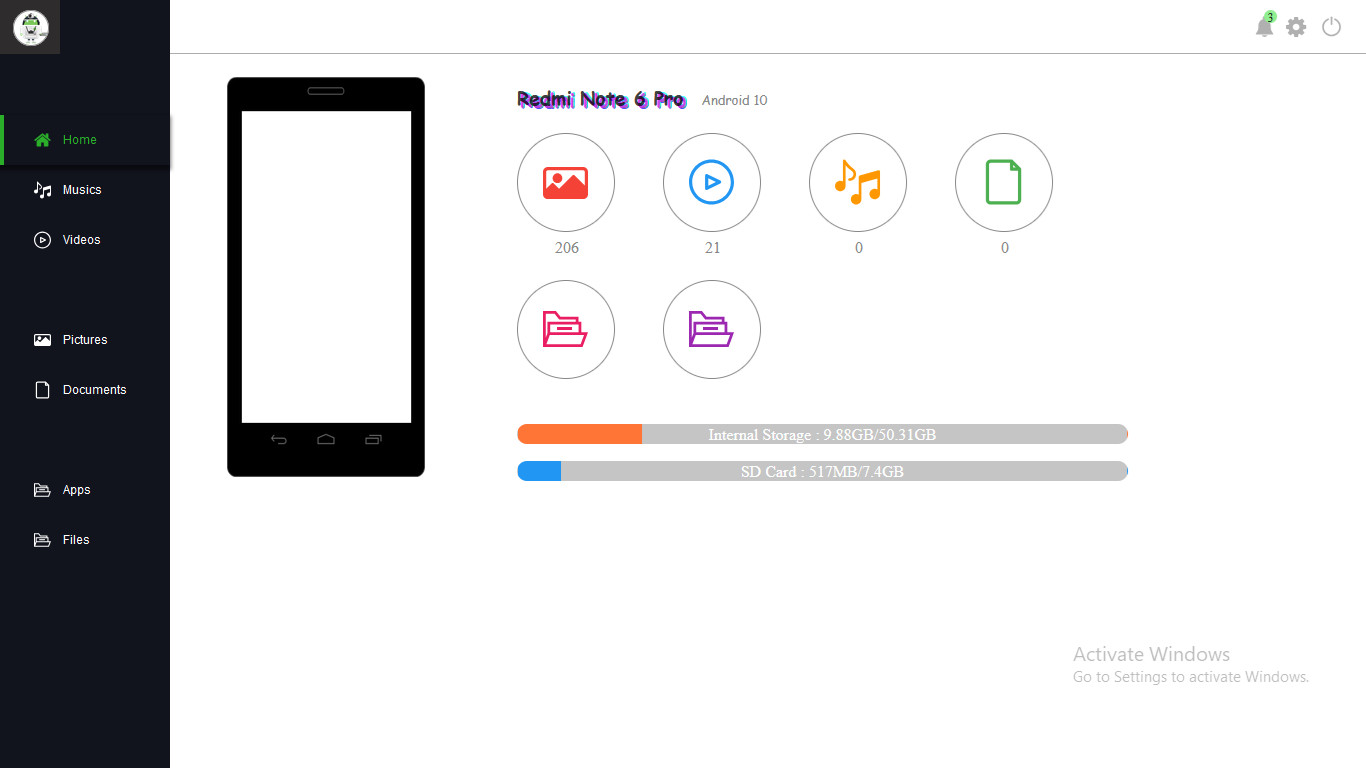 3
Home
Musics
Videos
Pictures
Documents
Apps
Files
Redmi Note 6 Pro Android 10
206 21 0 0
Internal Storage : 9.88GB/50.31GB
SD Card : 517MB/7.4GB
Activate Windows
Go to Settings to activate Windows.